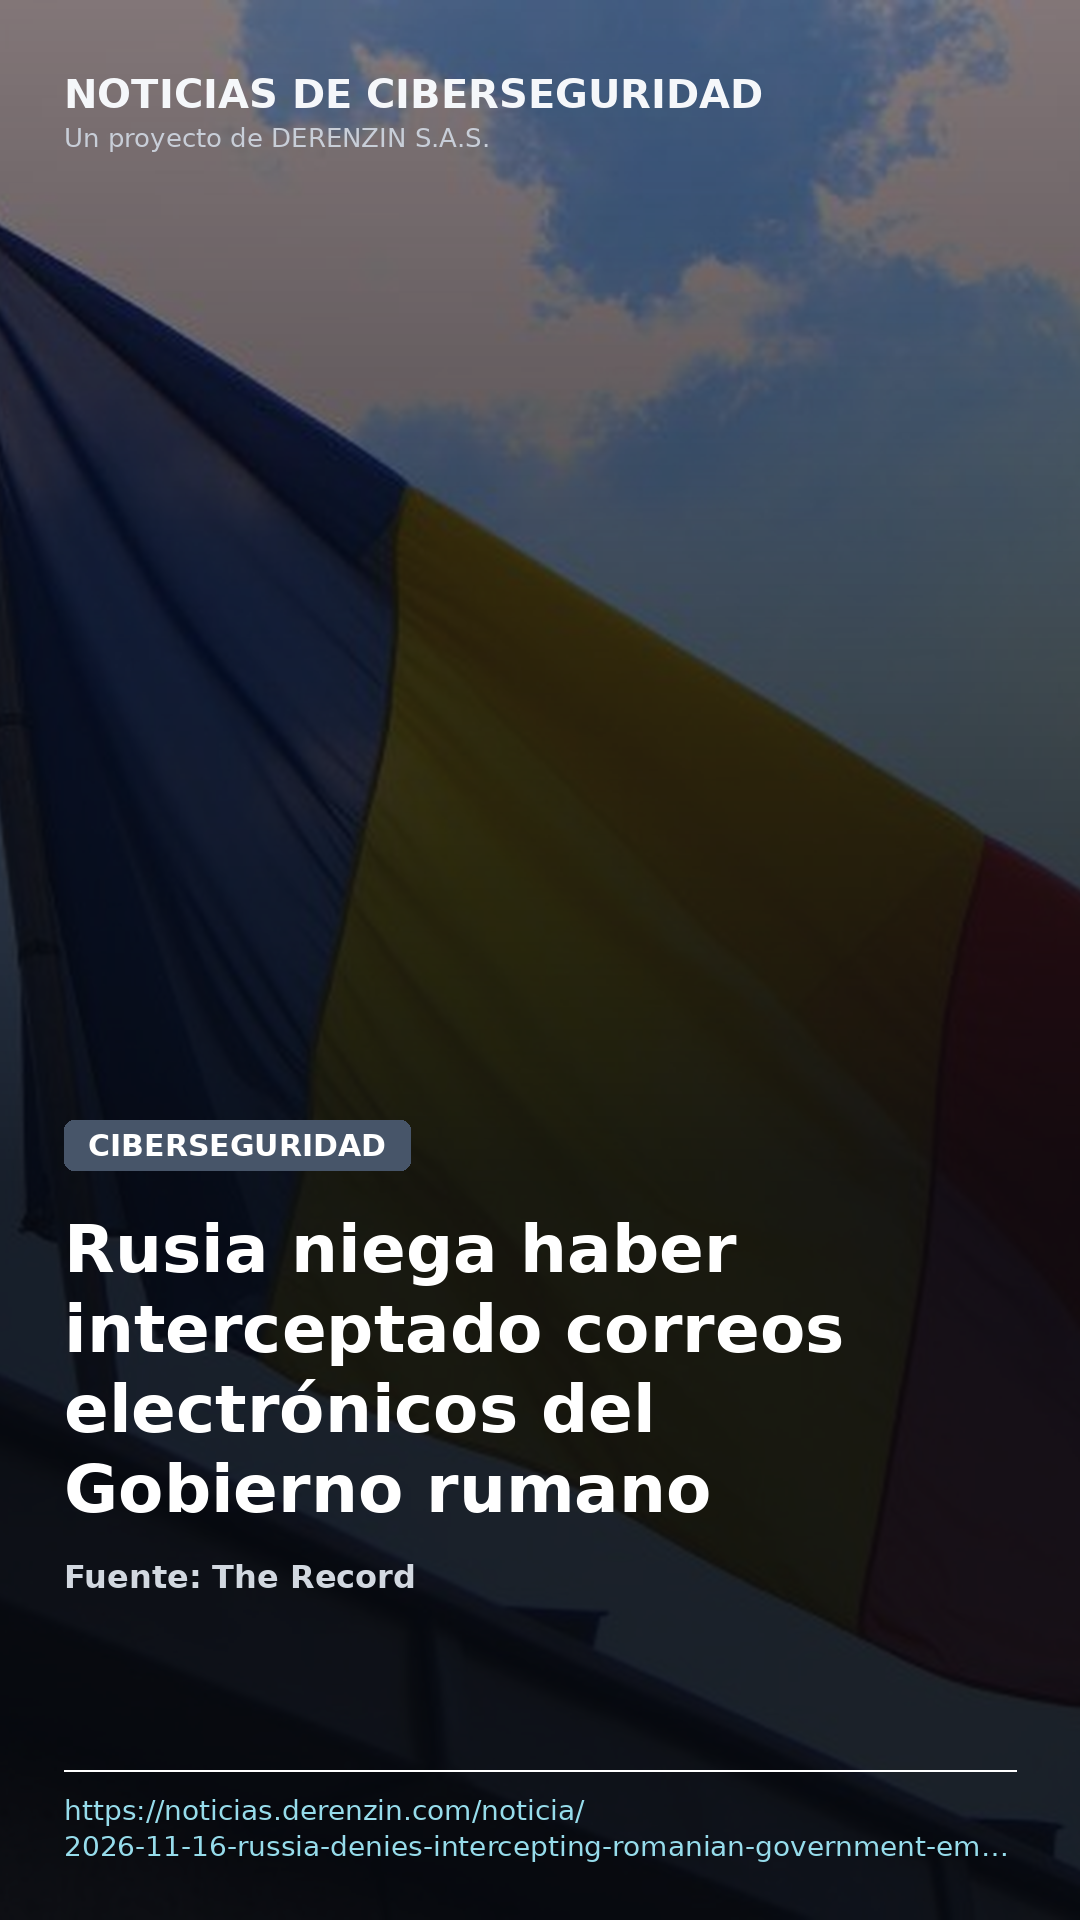 NOTICIAS DE CIBERSEGURIDAD
Un proyecto de DERENZIN S.A.S.
CIBERSEGURIDAD
Rusia niega haber
interceptado correos
electrónicos del
Gobierno rumano
Fuente: The Record
https://noticias.derenzin.com/noticia/
2026-11-16-russia-denies-intercepting-romanian-government-em…